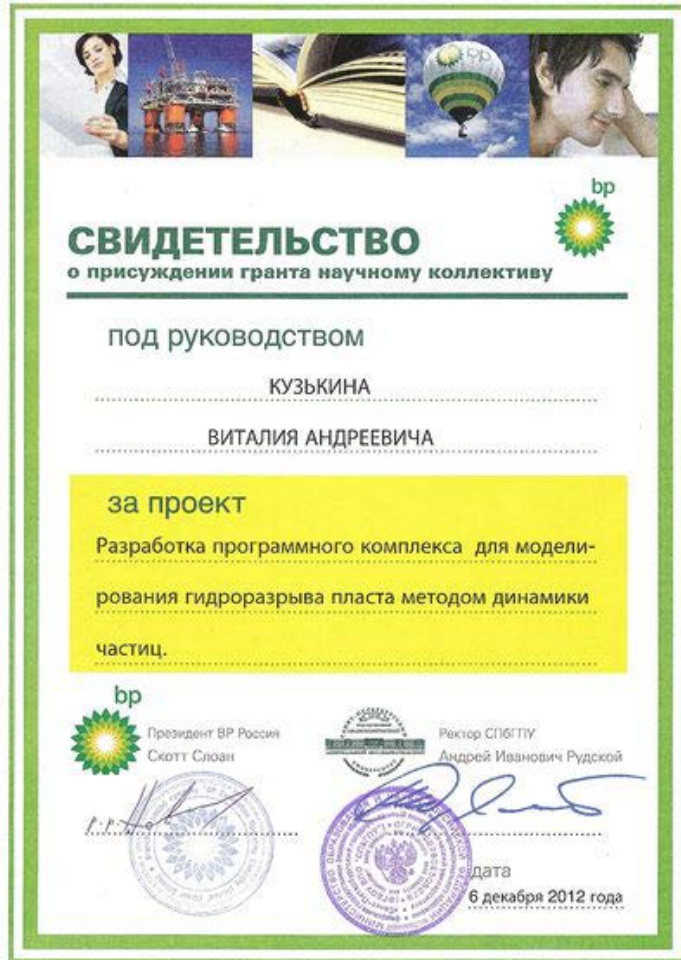 bp
bp
СВИДЕТЕЛЬСТВО
о присуждении гранта научному коллективу
под руководством
КУЗЬКИНА
ВИТАЛИЯ АНДРЕЕВИЧА
за проект
Разработка программного комплекса для модели-
рования гидроразрыва пласта методом динамики
частиц.
bp
Президент BP Россия
Скотт Слоан
Ректор СПбГПУ
Андрей Иванович Рудской
p.p.
дата
6 декабря 2012 года